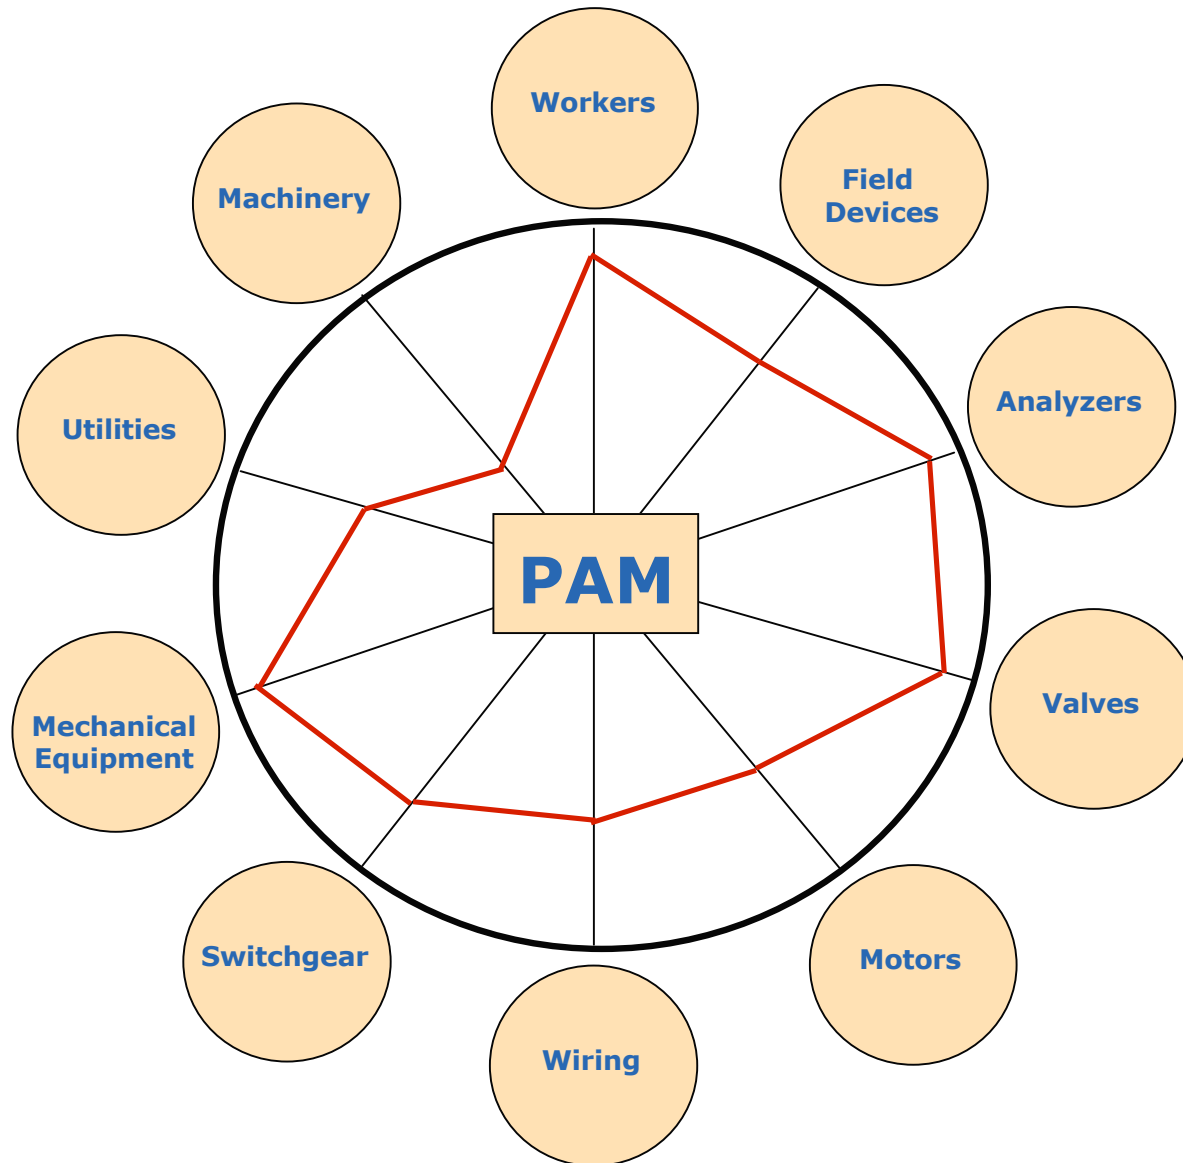 Workers
Field
Devices
Machinery
Analyzers
Utilities
PAM
Valves
Mechanical
Equipment
Switchgear
Motors
Wiring